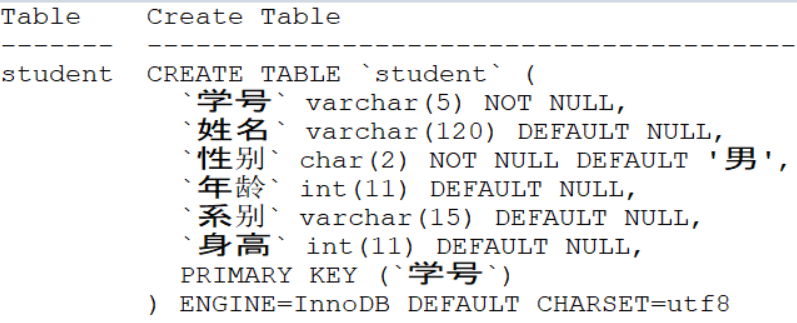 Table    Create Table
-------  ----------------------------------------
student  CREATE TABLE `student` (
`学号` varchar(5) NOT NULL,
`姓名` varchar(120) DEFAULT NULL,
`性别` char(2) NOT NULL DEFAULT '男',
`年龄` int(11) DEFAULT NULL,
`系别` varchar(15) DEFAULT NULL,
`身高` int(11) DEFAULT NULL,
PRIMARY KEY (`学号`)
) ENGINE=InnoDB DEFAULT CHARSET=utf8